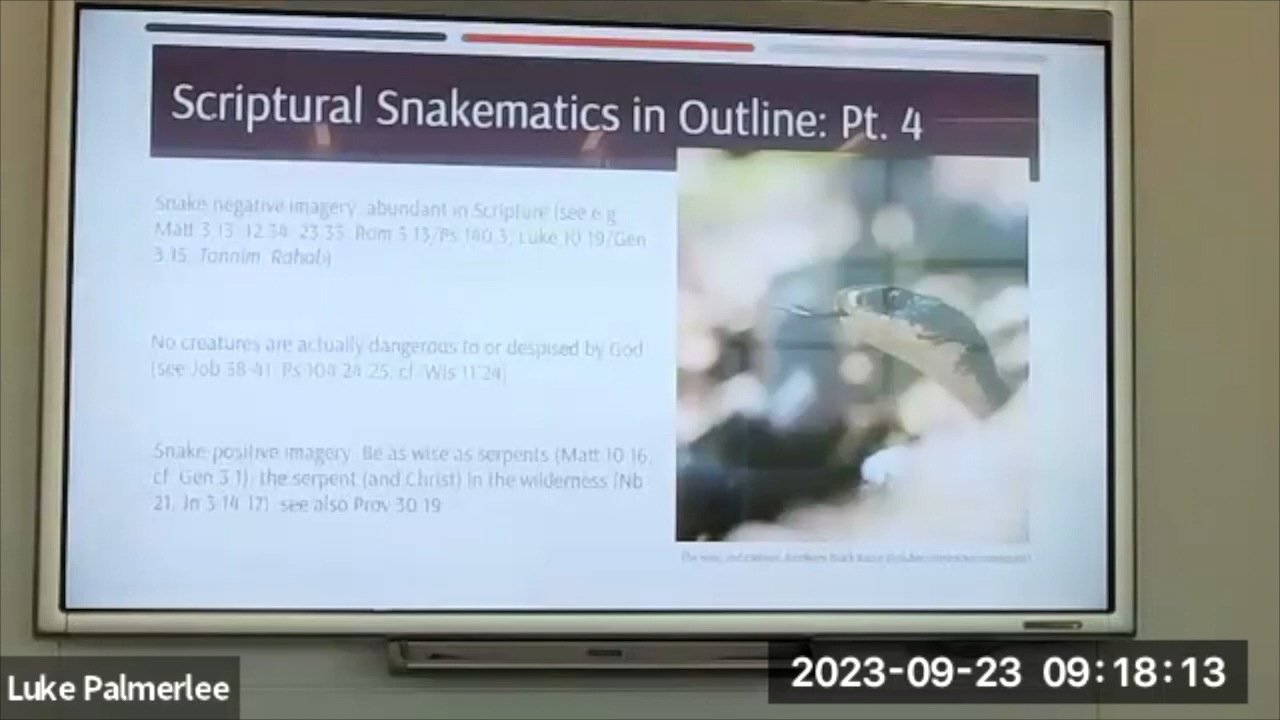 Scriptural Snakematics in Outline: Pt. 4
Snake negative imagery abundant in Scripture (see e.g.
Matt 3.13 12.34 23.33 Rom 3.13/Ps 140.3, Luke 10.19/Gen
3.15 Tannim Rahab)
No creatures are actually dangerous to or despised by God
(see Job 38-41 Ps 104 24 25, cf. Wis 11 24)
Snake positive imagery Be as wise as serpents (Matt 10 16,
cf Gen 3 1) the serpent (and Christ) in the wilderness (Nb
21, Jn 3 14 17) see also Prov 30 19
Luke Palmerlee
2023-09-23 09:18:13